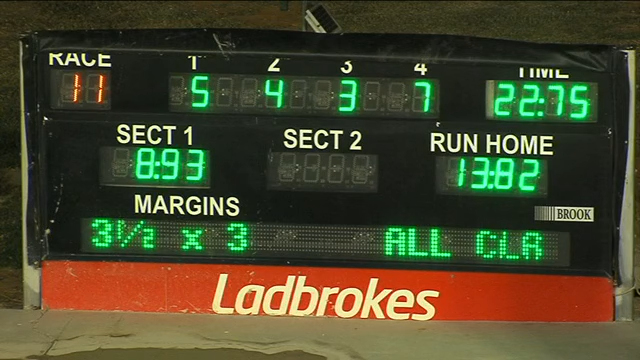 RACE 1 2 3 4 TIME
11 5 4 3 7 22:75
SECT 1 SECT 2 RUN HOME
8:93 13:82
MARGINS
BROOK
3½ x 3 ALL CLR
Ladbrokes